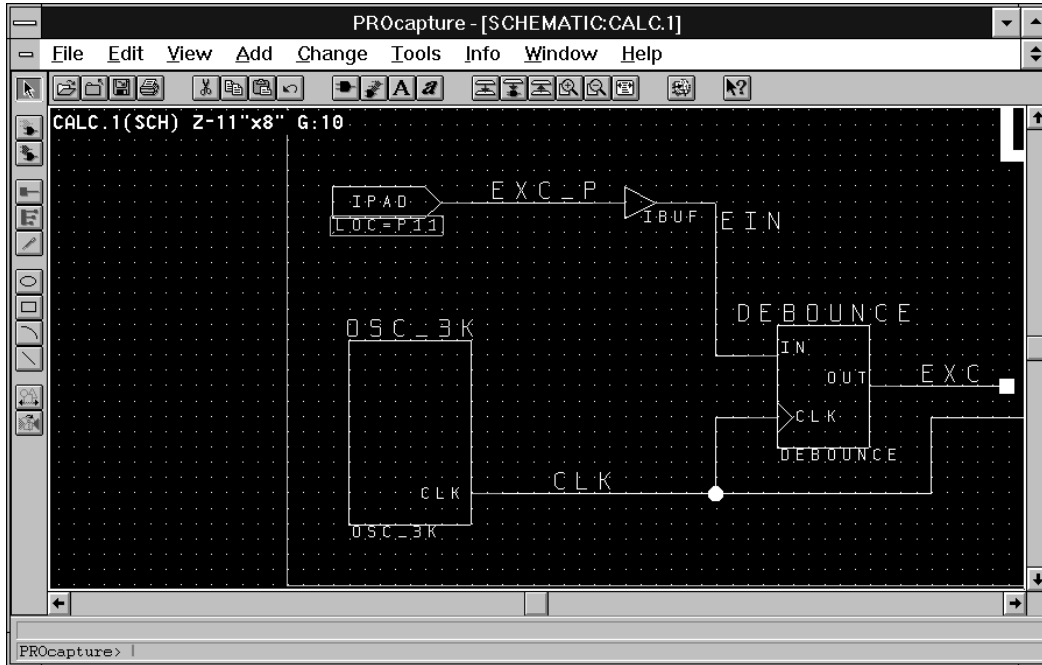 PROcapture - [SCHEMATIC:CALC.1]
File Edit View Add Change Tools Info Window Help
A a
CALC.1(SCH) Z-11"x8" G:10
IPAD
EXC_P
LOC=P11
IBUF
EIN
DEBOUNCE
OSC_3K
IN
OUT
EXC
CLK
DEBOUNCE
CLK
CLK
OSC_3K
PROcapture>